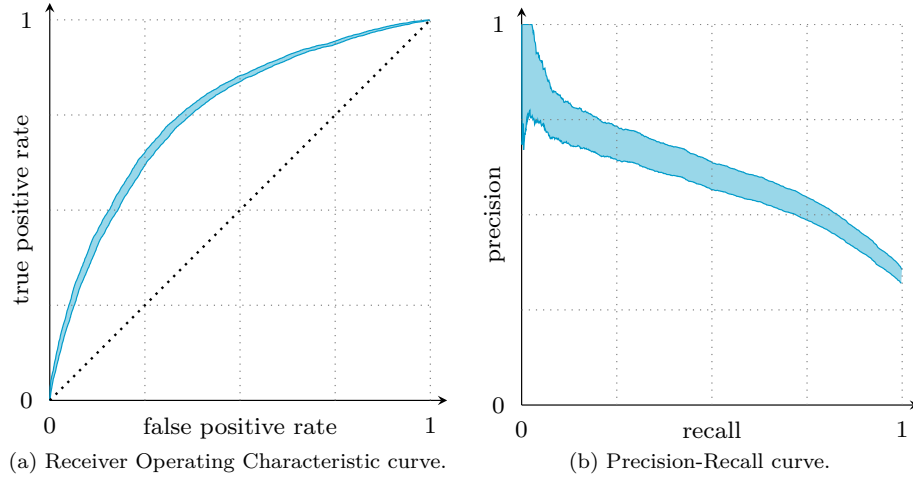 1
true positive rate
0
0
false positive rate
1
(a) Receiver Operating Characteristic curve.
1
precision
0
0
recall
1
(b) Precision-Recall curve.